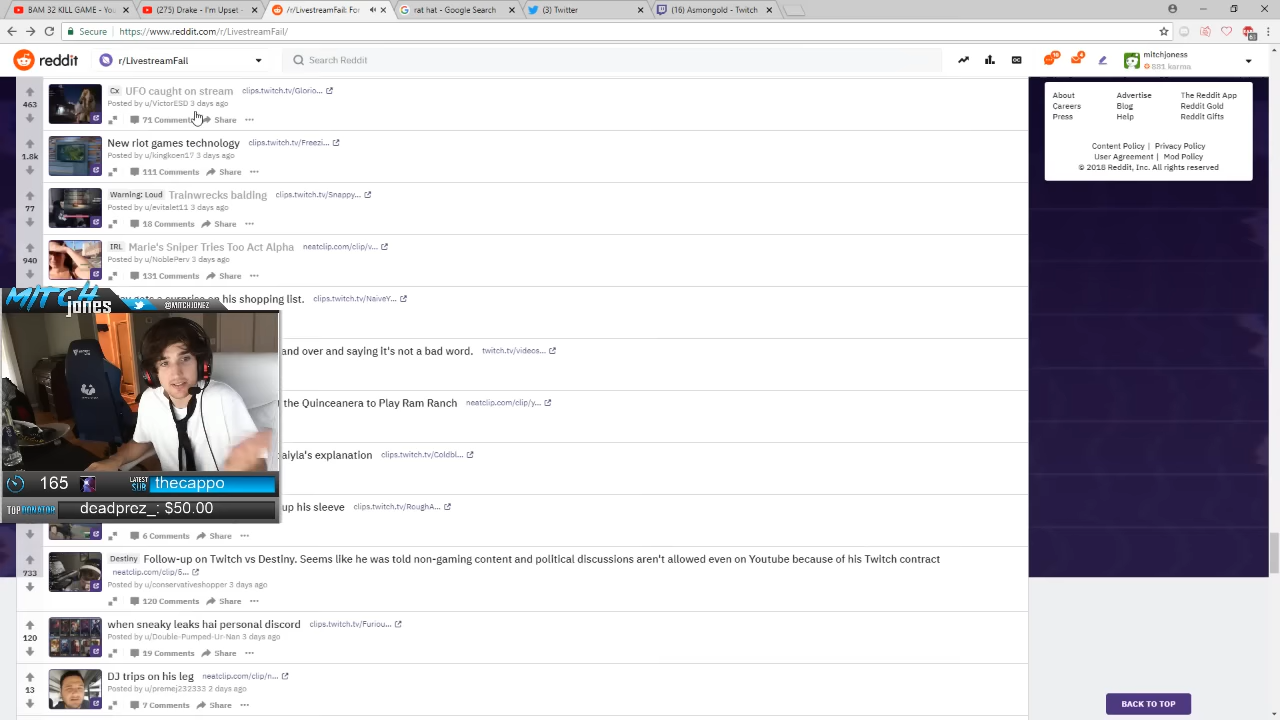 BAM 32 KILL GAME - Yo
(275) Drake - I'm Upset -
r/LivestreamFail: For
rat hat - Google Search
(3) Twitter
(16) Asmongold - Twitch
Secure
https://www.reddit.com/r/LivestreamFail/
reddit
r/LivestreamFail
Search Reddit
mitchjoness
881 karma
463
Cx UFO caught on stream clips.twitch.tv/Glorio...
Posted by u/VictorESD 3 days ago
71 Comments Share
1.8k
New riot games technology clips.twitch.tv/Freezi...
Posted by u/kingkoen17 3 days ago
111 Comments Share
77
Warning: Loud Trainwrecks balding clips.twitch.tv/Snappy...
Posted by u/evitalet11 3 days ago
18 Comments Share
940
IRL Marie's Sniper Tries Too Act Alpha neatclip.com/clip/v...
Posted by u/NoblePerv 3 days ago
131 Comments Share
gets a surprise on his shopping list. clips.twitch.tv/NaiveY...
and over and saying it's not a bad word. twitch.tv/videos...
the Quinceanera to Play Ram Ranch neatclip.com/clip/y...
explanation clips.twitch.tv/Coldbl...
up his sleeve clips.twitch.tv/RoughA...
6 Comments Share
MITCH
jones
@MITCHJONEZ
165
LATEST
SUB
thecappo
TOP DONATOR
deadprez_: $50.00
733
Destiny Follow-up on Twitch vs Destiny. Seems like he was told non-gaming content and political discussions aren't allowed even on Youtube because of his Twitch contract
neatclip.com/clip/6...
Posted by u/conservativeshopper 3 days ago
120 Comments Share
120
when sneaky leaks hai personal discord clips.twitch.tv/Furiou...
Posted by u/Double-Pumped-Ur-Nan 3 days ago
19 Comments Share
13
DJ trips on his leg neatclip.com/clip/n...
Posted by u/premej232333 2 days ago
7 Comments Share
About Advertise The Reddit App
Careers Blog Reddit Gold
Press Help Reddit Gifts
Content Policy | Privacy Policy
User Agreement | Mod Policy
© 2018 Reddit, Inc. All rights reserved
BACK TO TOP